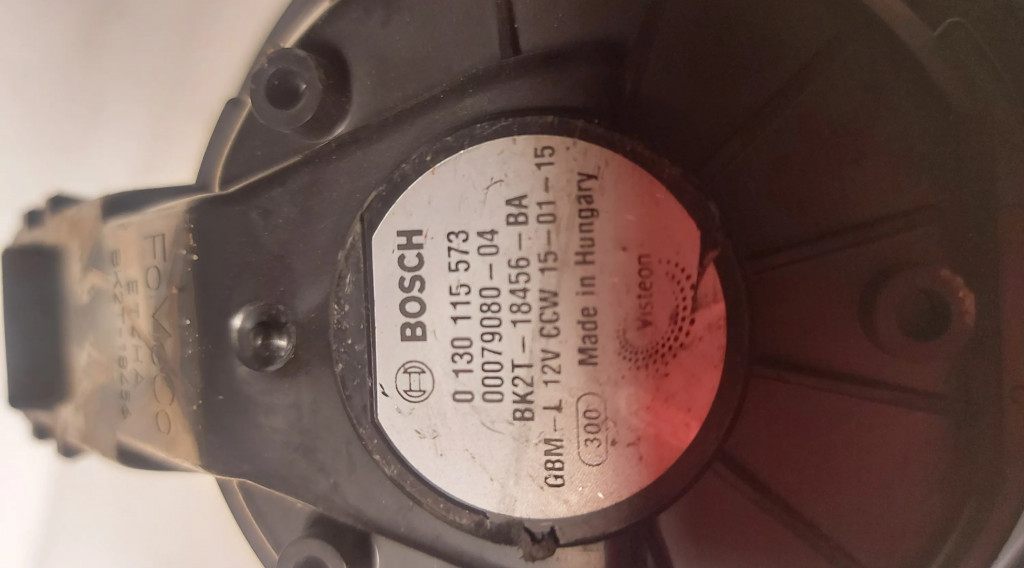 BOSCH
0 130 115 573
00079080-04
BK2T-18456-BA
GBM-⊥ 12V CCW 15-01-15
300 Made in Hungary
Visteon
FoMoCo